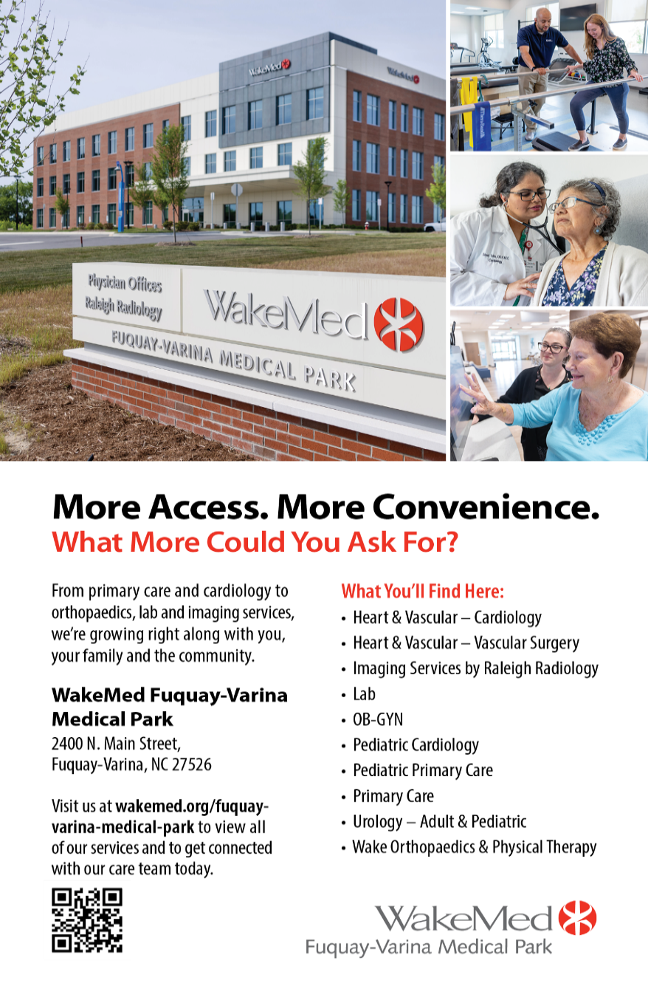 WakeMed
WakeMed
Physician Offices
Raleigh Radiology
WakeMed
FUQUAY-VARINA MEDICAL PARK
Cardiology
More Access. More Convenience.
What More Could You Ask For?
From primary care and cardiology to
orthopaedics, lab and imaging services,
we’re growing right along with you,
your family and the community.
WakeMed Fuquay-Varina
Medical Park
2400 N. Main Street,
Fuquay-Varina, NC 27526
Visit us at wakemed.org/fuquay-
varina-medical-park to view all
of our services and to get connected
with our care team today.
What You’ll Find Here:
• Heart & Vascular – Cardiology
• Heart & Vascular – Vascular Surgery
• Imaging Services by Raleigh Radiology
• Lab
• OB-GYN
• Pediatric Cardiology
• Pediatric Primary Care
• Primary Care
• Urology – Adult & Pediatric
• Wake Orthopaedics & Physical Therapy
WakeMed
Fuquay-Varina Medical Park